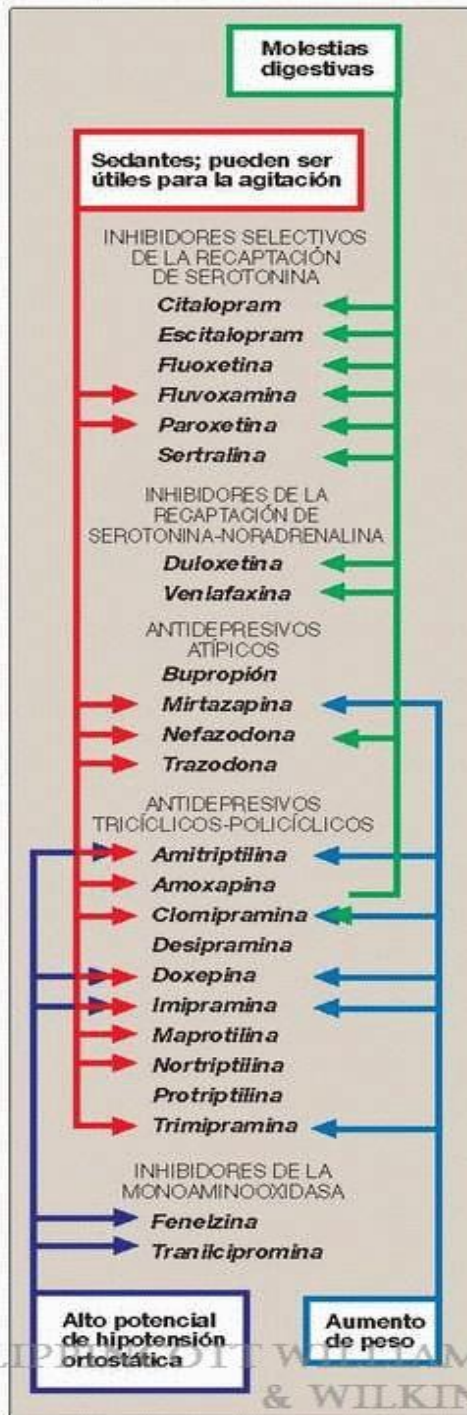 Molestias
digestivas
Sedantes; pueden ser
útiles para la agitación
INHIBIDORES SELECTIVOS
DE LA RECAPTACIÓN
DE SEROTONINA
Citalopram
Escitalopram
Fluoxetina
Fluvoxamina
Paroxetina
Sertralina
INHIBIDORES DE LA
RECAPTACIÓN DE
SEROTONINA-NORADRENALINA
Duloxetina
Venlafaxina
ANTIDEPRESIVOS
ATÍPICOS
Bupropión
Mirtazapina
Nefazodona
Trazodona
ANTIDEPRESIVOS
TRICÍCLICOS-POLICÍCLICOS
Amitriptilina
Amoxapina
Clomipramina
Desipramina
Doxepina
Imipramina
Maprotilina
Nortriptilina
Protriptilina
Trimipramina
INHIBIDORES DE LA
MONOAMINOOXIDASA
Fenelzina
Tranilcipromina
Alto potencial
de hipotensión
ortostática
Aumento
de peso
LIPPINCOTT WILLIAM
& WILKIN